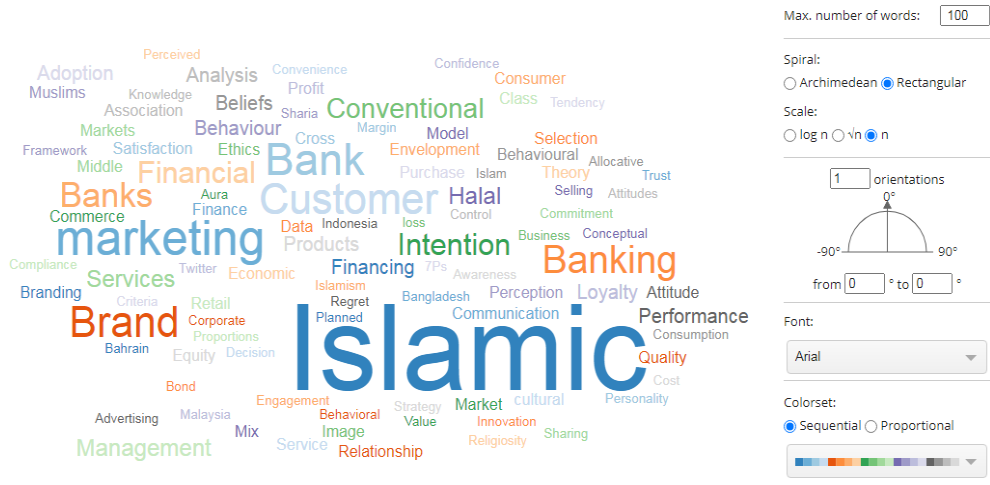 Perceived
Confidence
Adoption
Analysis
Convenience
Consumer
Muslims
Knowledge
Profit
Class
Tendency
Association
Beliefs
Sharia
Conventional
Markets
Behaviour
Margin
Model
Selection
Framework
Satisfaction
Ethics
Cross
Envelopment
Behavioural
Allocative
Middle
Financial
Bank
Purchase
Islam
Theory
Trust
Banks
Aura
Customer
Halal
Selling
Attitudes
Commerce
Finance
Control
Commitment
marketing
Data
Indonesia
loss
Business
Conceptual
Products
Intention
Compliance
Services
Twitter
Economic
Financing
7Ps
Awareness
Banking
Branding
Criteria
Retail
Islamism
Regret
Bangladesh
Perception
Loyalty
Attitude
Brand
Corporate
Planned
Islamic
Communication
Performance
Proportions
Consumption
Bahrain
Equity
Decision
Quality
Bond
Cost
Engagement
Strategy
Market
cultural
Personality
Advertising
Malaysia
Behavioral
Value
Innovation
Mix
Image
Religiosity
Sharing
Management
Service
Relationship
Max. number of words: 100
Spiral:
Archimedean Rectangular
Scale:
log n √n n
1 orientations
0°
-90° 90°
from 0 ° to 0 °
Font:
Arial
Colorset:
Sequential Proportional